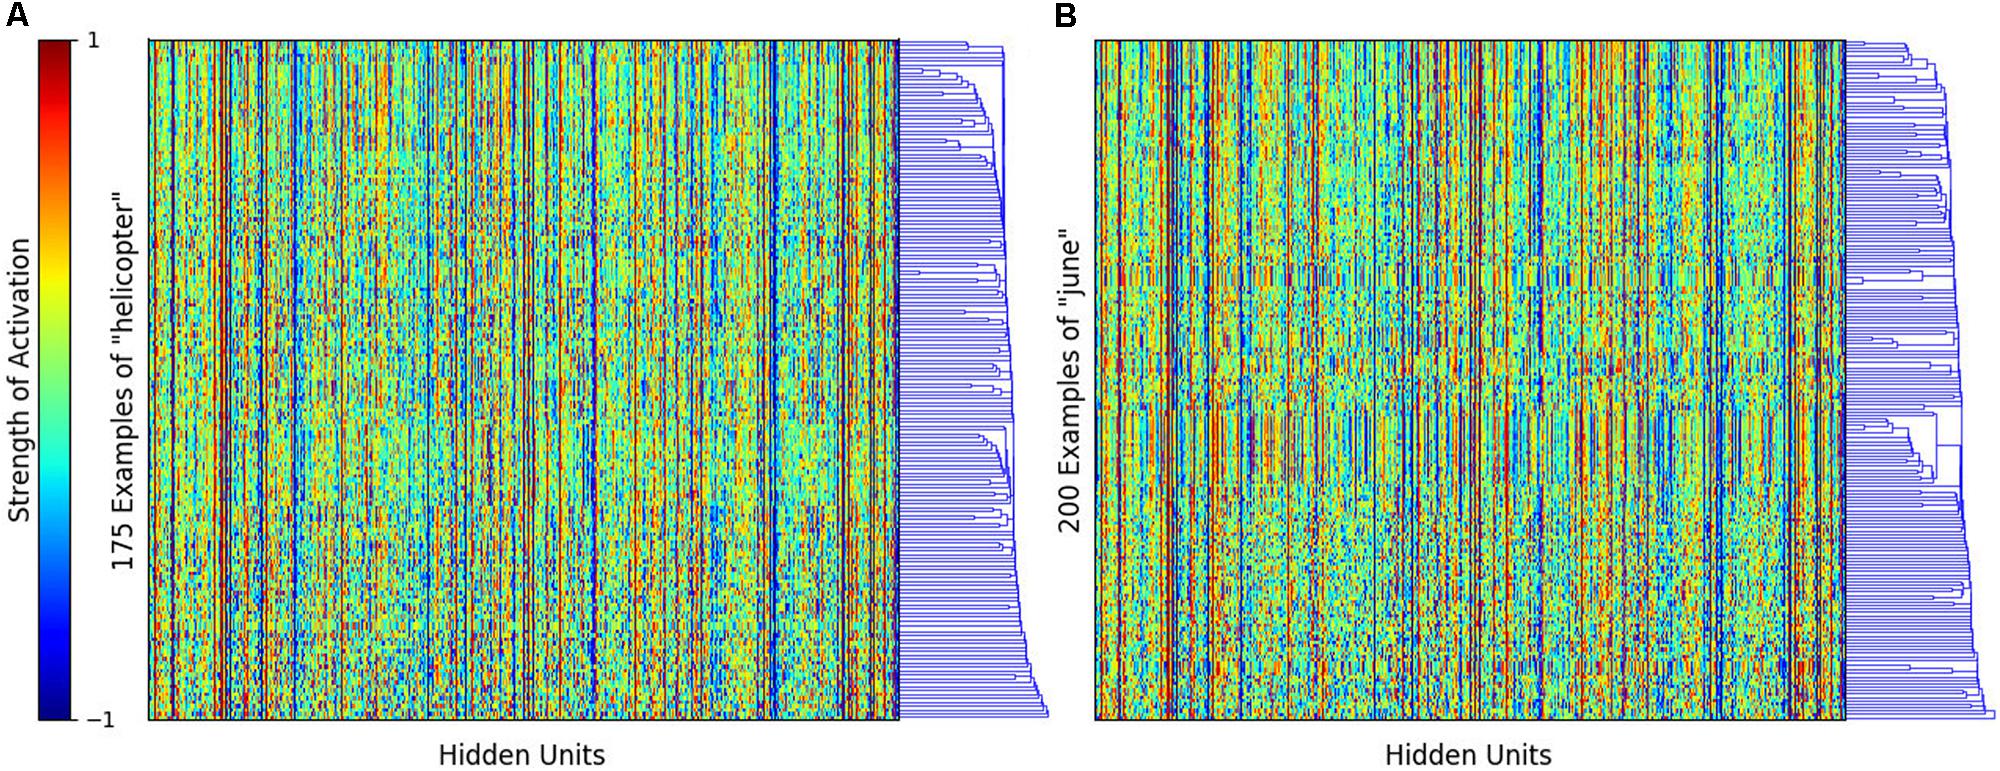 A
B
1
Strength of Activation
−1
175 Examples of "helicopter"
Hidden Units
200 Examples of "june"
Hidden Units